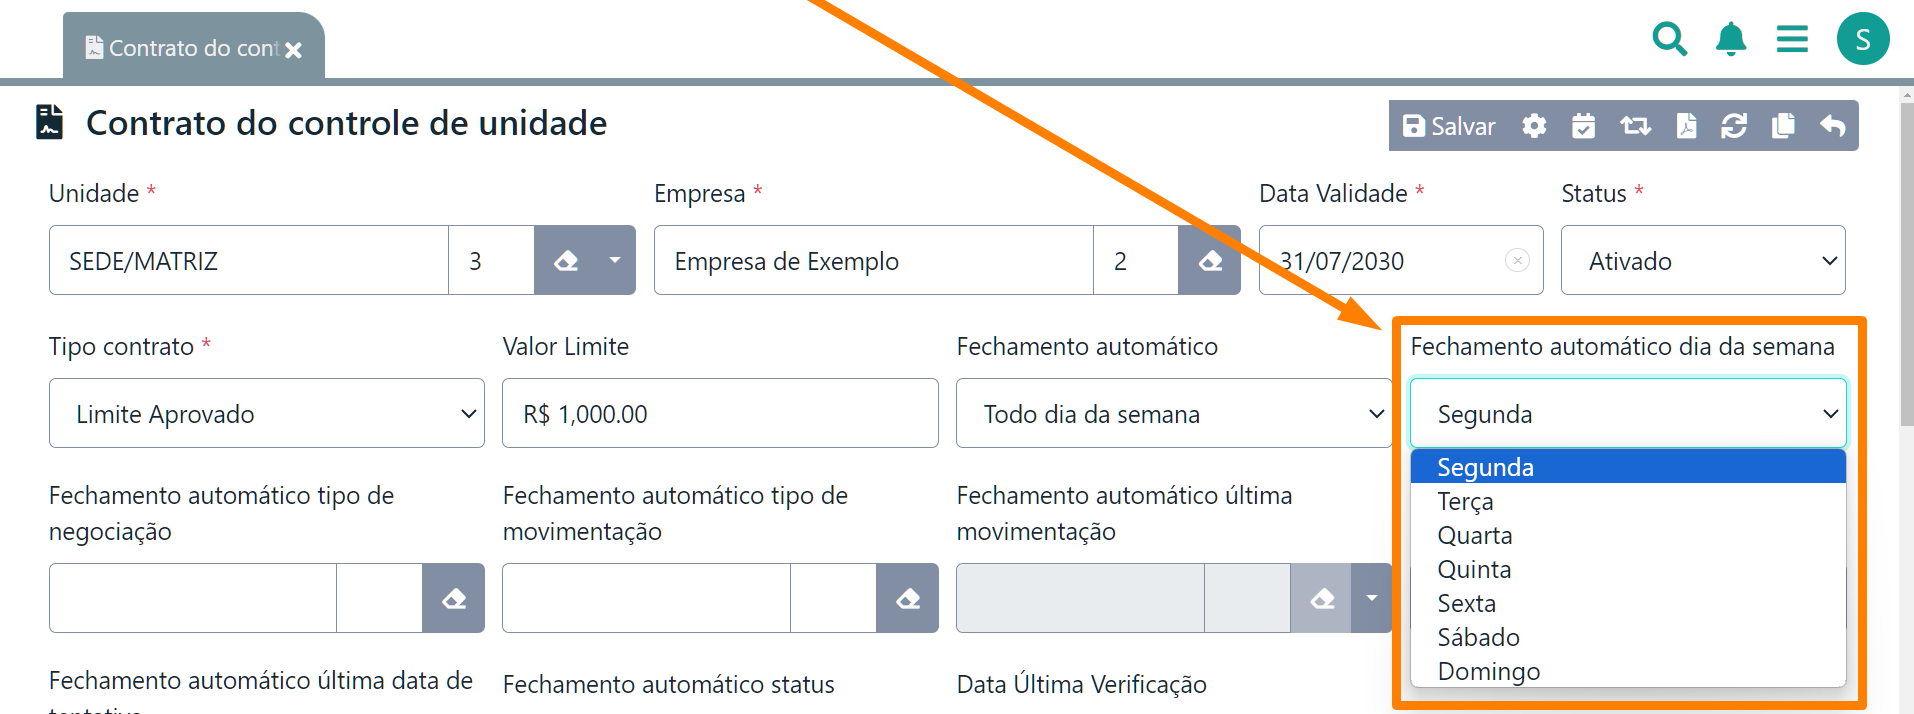 Contrato do cont
S
Contrato do controle de unidade
Salvar
Unidade *
Empresa *
Data Validade *
Status *
SEDE/MATRIZ
3
Empresa de Exemplo
2
31/07/2030
Ativado
Tipo contrato *
Valor Limite
Fechamento automático
Fechamento automático dia da semana
Limite Aprovado
R$ 1,000.00
Todo dia da semana
Segunda
Segunda
Terça
Quarta
Quinta
Sexta
Sábado
Domingo
Fechamento automático tipo de
negociação
Fechamento automático tipo de
movimentação
Fechamento automático última
movimentação
Fechamento automático última data de
tentativa
Fechamento automático status
Data Última Verificação